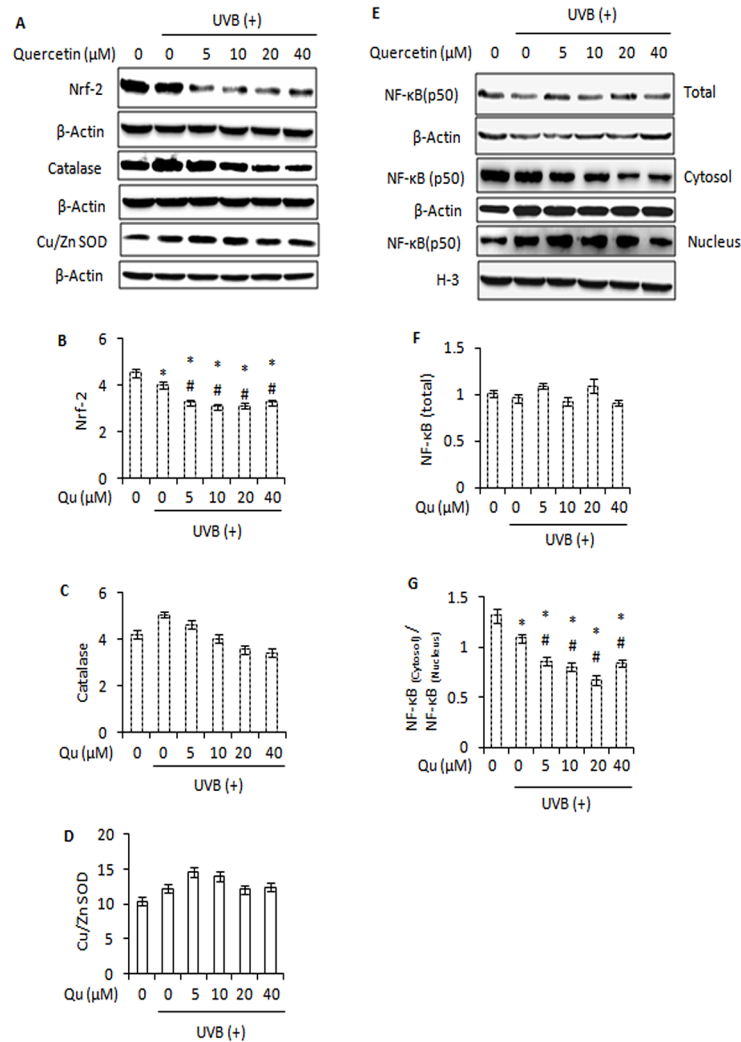 A
UVB (+)
Quercetin (μM) 0 0 5 10 20 40
Nrf-2
β-Actin
Catalase
β-Actin
Cu/Zn SOD
β-Actin
B
6
4
2
0
Nrf-2
* * * * *
# # # #
Qu (μM) 0 0 5 10 20 40
UVB (+)
C
6
4
2
0
Catalase
Qu (μM) 0 0 5 10 20 40
UVB (+)
D
20
15
10
5
0
Cu/Zn SOD
Qu (μM) 0 0 5 10 20 40
UVB (+)
E
UVB (+)
Quercetin (μM) 0 0 5 10 20 40
NF-κB(p50) Total
β-Actin
NF-κB (p50) Cytosol
β-Actin
NF-κB(p50) Nucleus
H-3
F
1.5
1
0.5
0
NF-κB (total)
Qu (μM) 0 0 5 10 20 40
UVB (+)
G
1.5
1
0.5
0
NF-κB (Cytosol) /
NF-κB (Nucleus)
* * * * *
# # # #
Qu (μM) 0 0 5 10 20 40
UVB (+)